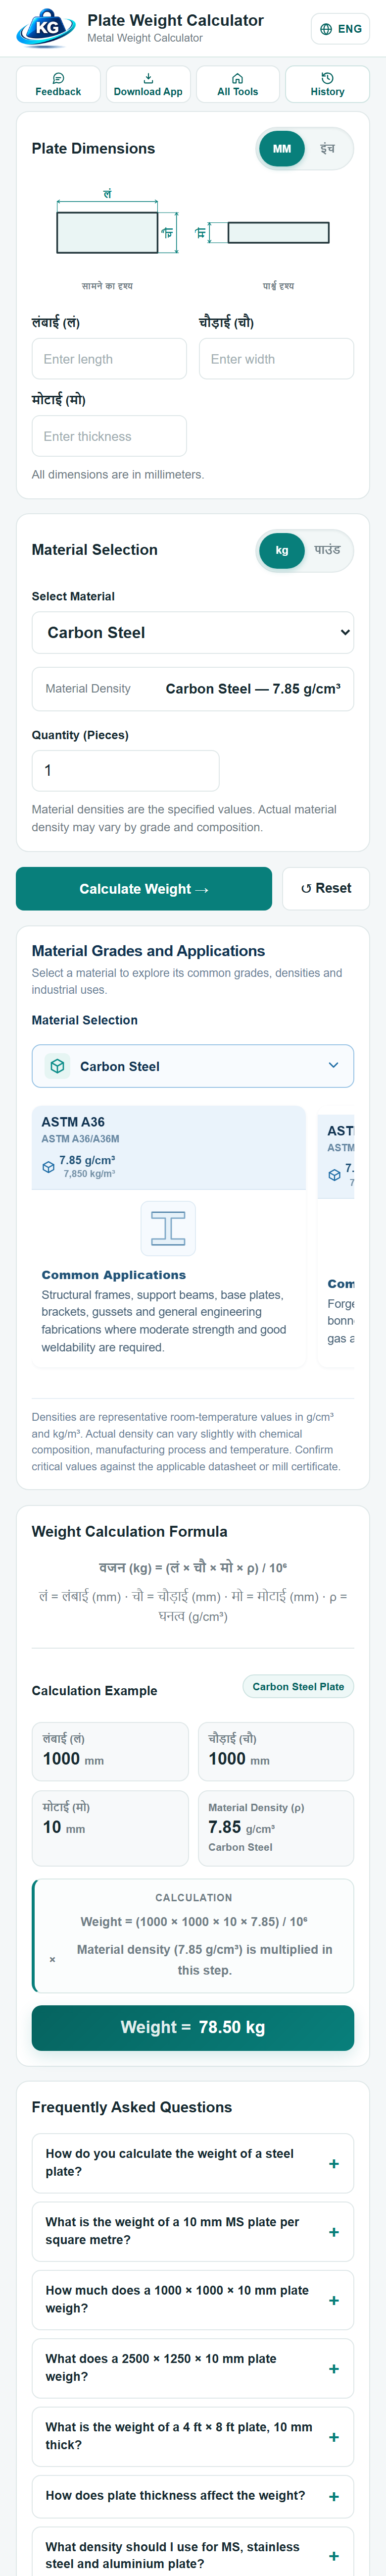 KG
Plate Weight Calculator
Metal Weight Calculator
ENG
Feedback
Download App
All Tools
History
Plate Dimensions
MM
इंच
लं
चौ
मो
सामने का दृश्य
पार्श्व दृश्य
लंबाई (लं)
चौड़ाई (चौ)
Enter length
Enter width
मोटाई (मो)
Enter thickness
All dimensions are in millimeters.
Material Selection
kg
पाउंड
Select Material
Carbon Steel
Material Density
Carbon Steel — 7.85 g/cm³
Quantity (Pieces)
1
Material densities are the specified values. Actual material
density may vary by grade and composition.
Calculate Weight →
↺ Reset
Material Grades and Applications
Select a material to explore its common grades, densities and
industrial uses.
Material Selection
Carbon Steel
ASTM A36
ASTM A36/A36M
7.85 g/cm³
7,850 kg/m³
Common Applications
Structural frames, support beams, base plates,
brackets, gussets and general engineering
fabrications where moderate strength and good
weldability are required.
Densities are representative room-temperature values in g/cm³
and kg/m³. Actual density can vary slightly with chemical
composition, manufacturing process and temperature. Confirm
critical values against the applicable datasheet or mill certificate.
Weight Calculation Formula
वजन (kg) = (लं × चौ × मो × ρ) / 10⁶
लं = लंबाई (mm) · चौ = चौड़ाई (mm) · मो = मोटाई (mm) · ρ =
घनत्व (g/cm³)
Calculation Example
Carbon Steel Plate
लंबाई (लं)
1000 mm
चौड़ाई (चौ)
1000 mm
मोटाई (मो)
10 mm
Material Density (ρ)
7.85 g/cm³
Carbon Steel
CALCULATION
Weight = (1000 × 1000 × 10 × 7.85) / 10⁶
× Material density (7.85 g/cm³) is multiplied in
this step.
Weight = 78.50 kg
Frequently Asked Questions
How do you calculate the weight of a steel
plate?
+
What is the weight of a 10 mm MS plate per
square metre?
+
How much does a 1000 × 1000 × 10 mm plate
weigh?
+
What does a 2500 × 1250 × 10 mm plate
weigh?
+
What is the weight of a 4 ft × 8 ft plate, 10 mm
thick?
+
How does plate thickness affect the weight?
+
What density should I use for MS, stainless
steel and aluminium plate?
+